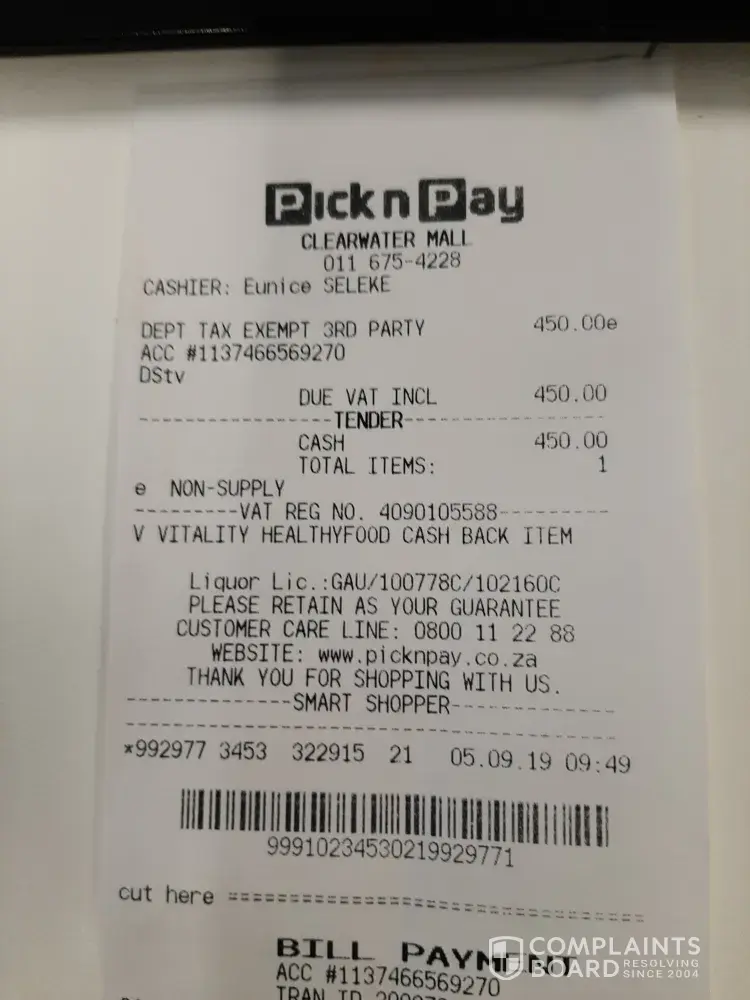 Pick n Pay
CLEARWATER MALL
011 675-4228
CASHIER: Eunice SELEKE
DEPT TAX EXEMPT 3RD PARTY 450.00e
ACC #1137466569270
DStv
DUE VAT INCL 450.00
-----------------TENDER-----------------
CASH 450.00
TOTAL ITEMS: 1
e NON-SUPPLY
---------VAT REG NO. 4090105588---------
V VITALITY HEALTHYFOOD CASH BACK ITEM
Liquor Lic.:GAU/100778C/102160C
PLEASE RETAIN AS YOUR GUARANTEE
CUSTOMER CARE LINE: 0800 11 22 88
WEBSITE: www.picknpay.co.za
THANK YOU FOR SHOPPING WITH US.
--------------SMART SHOPPER-------------
*992977 3453 322915 21 05.09.19 09:49
99910234530219929771
cut here ==============================
BILL PAYMENT
ACC #1137466569270
TRAN ID
COMPLAINTS
BOARD RESOLVING
SINCE 2004